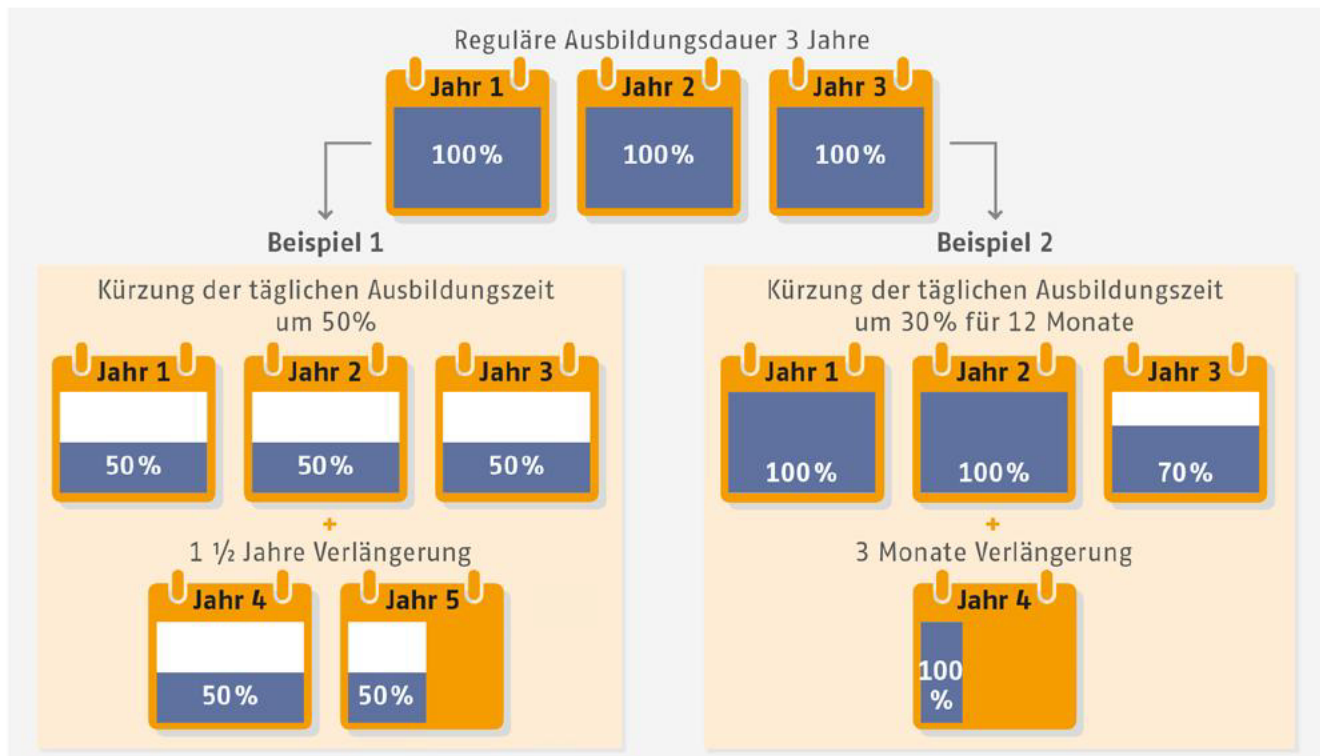 Reguläre Ausbildungsdauer 3 Jahre
Jahr 1
Jahr 2
Jahr 3
100%
100%
100%
Beispiel 1
Kürzung der täglichen Ausbildungszeit
um 50%
Jahr 1
Jahr 2
Jahr 3
50%
50%
50%
+
1 ½ Jahre Verlängerung
Jahr 4
Jahr 5
50%
50%
Beispiel 2
Kürzung der täglichen Ausbildungszeit
um 30% für 12 Monate
Jahr 1
Jahr 2
Jahr 3
100%
100%
70%
+
3 Monate Verlängerung
Jahr 4
100
%